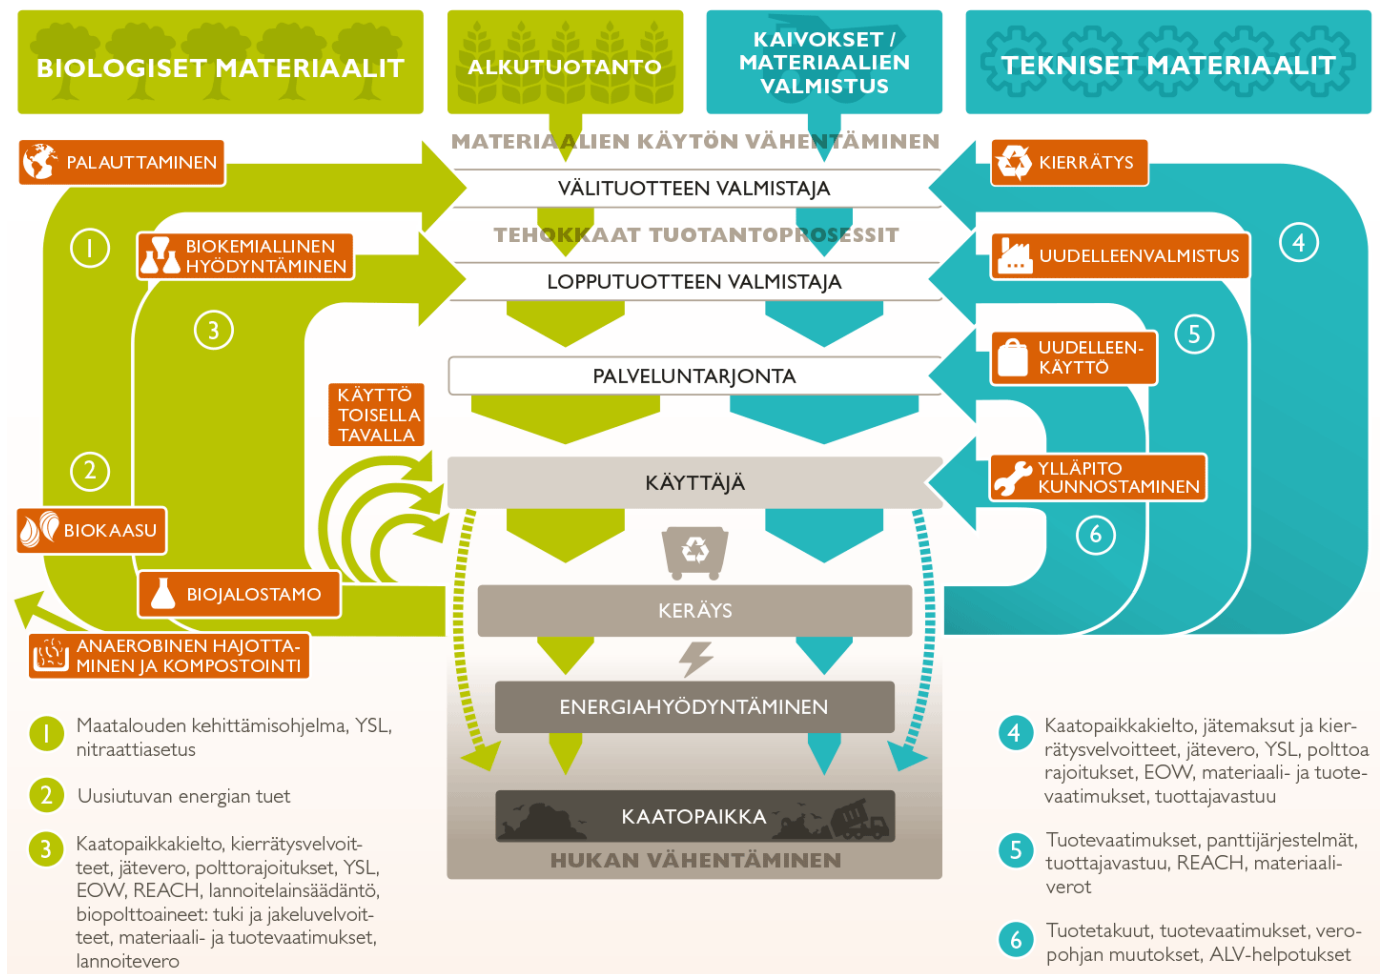 BIOLOGISET MATERIAALIT
ALKUTUOTANTO
KAIVOKSET /
MATERIAALIEN
VALMISTUS
TEKNISET MATERIAALIT
MATERIAALIEN KÄYTÖN VÄHENTÄMINEN
PALAUTTAMINEN
KIERRÄTYS
VÄLITUOTTEEN VALMISTAJA
TEHOKKAAT TUOTANTOPROSESSIT
1
BIOKEMIALLINEN
HYÖDYNTÄMINEN
UUDELLEENVALMISTUS
4
LOPPUTUOTTEEN VALMISTAJA
3
5
UUDELLEEN-
KÄYTTÖ
PALVELUNTARJONTA
KÄYTTÖ
TOISELLA
TAVALLA
2
KÄYTTÄJÄ
YLLÄPITO
KUNNOSTAMINEN
BIOKAASU
6
BIOJALOSTAMO
KERÄYS
ANAEROBINEN HAJOTTA-
MINEN JA KOMPOSTOINTI
ENERGIAHYÖDYNTÄMINEN
KAATOPAIKKA
HUKAN VÄHENTÄMINEN
1 Maatalouden kehittämisohjelma, YSL,
nitraattiasetus
2 Uusiutuvan energian tuet
3 Kaatopaikkakielto, kierrätysvelvoit-
teet, jätevero, polttorajoitukset, YSL,
EOW, REACH, lannoitelainsäädäntö,
biopolttoaineet: tuki ja jakeluvelvoit-
teet, materiaali- ja tuotevaatimukset,
lannoitevero
4 Kaatopaikkakielto, jätemaksut ja kier-
rätysvelvoitteet, jätevero, YSL, polttoa
rajoitukset, EOW, materiaali- ja tuote-
vaatimukset, tuottajavastuu
5 Tuotevaatimukset, panttijärjestelmät,
tuottajavastuu, REACH, materiaali-
verot
6 Tuotetakuut, tuotevaatimukset, vero-
pohjan muutokset, ALV-helpotukset